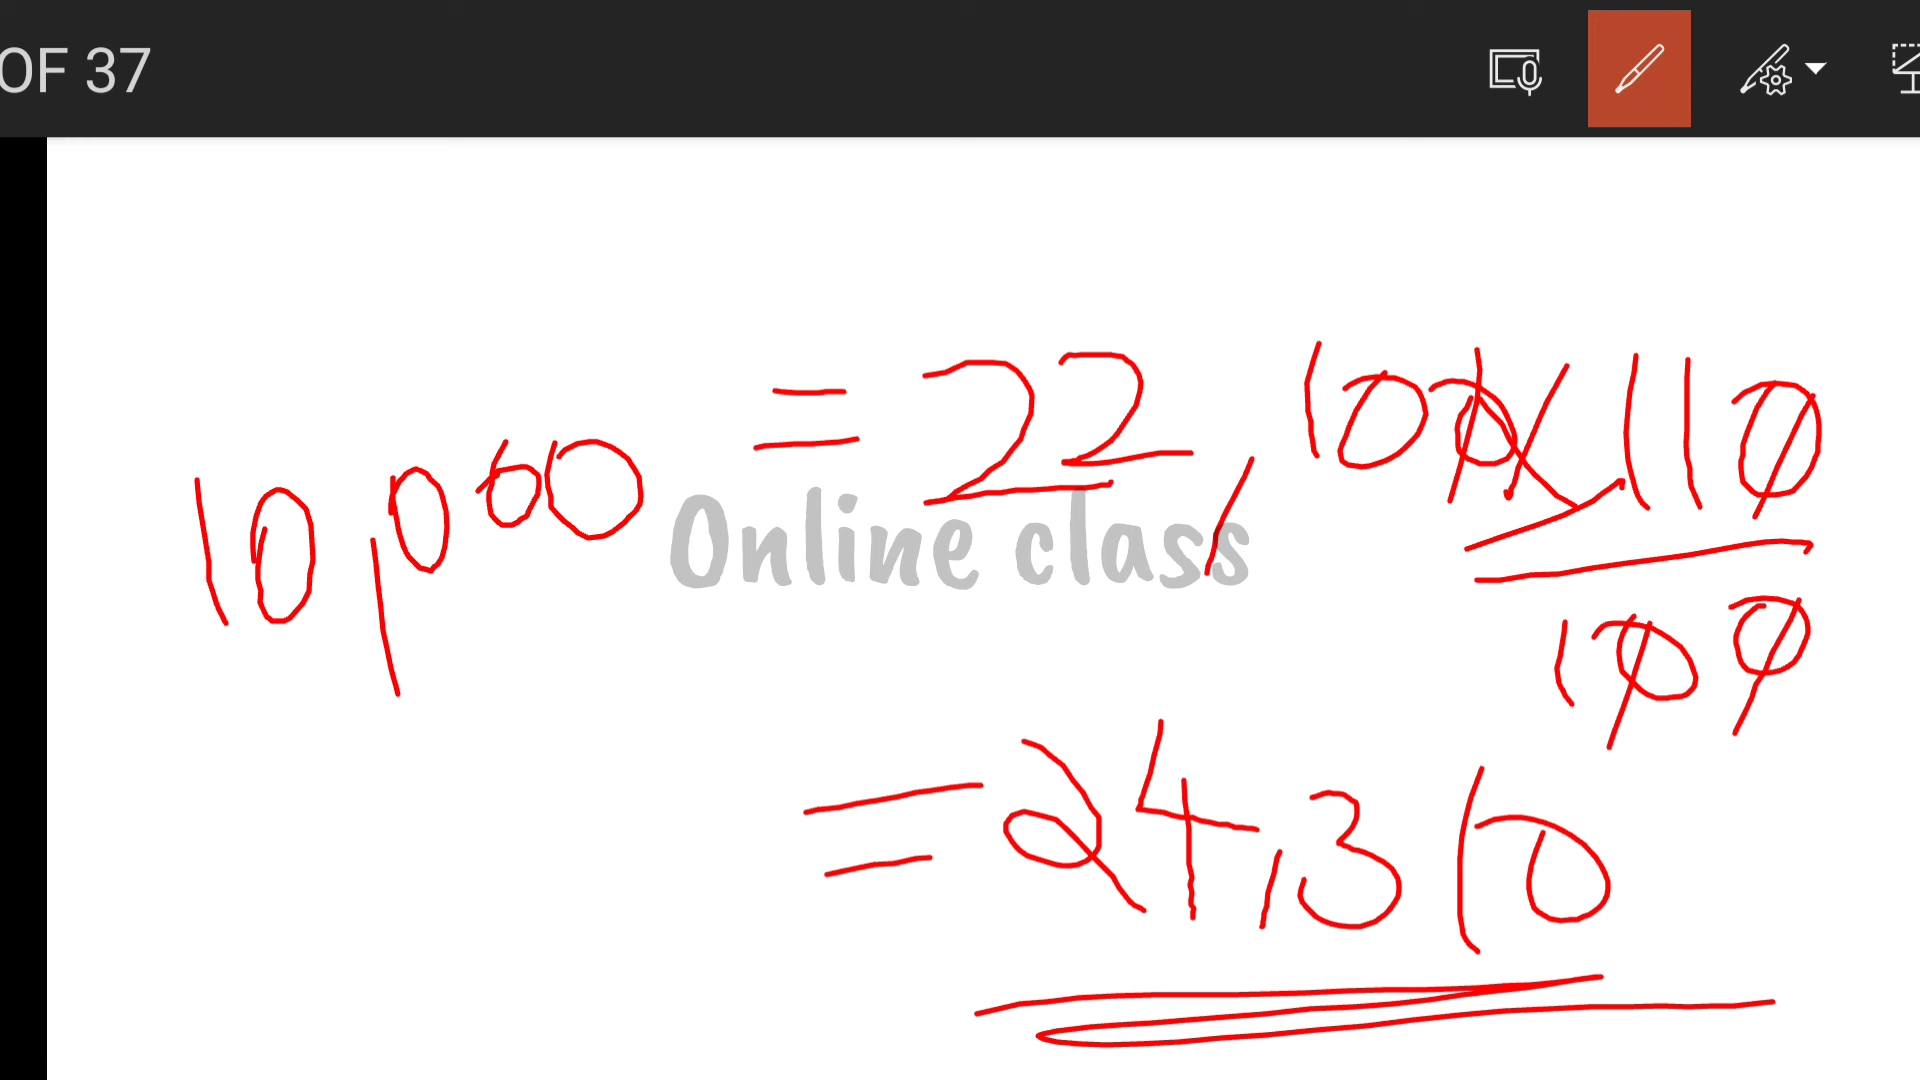 OF 37
10,000
= 22,100 × 110
100
= 24,310
Online class